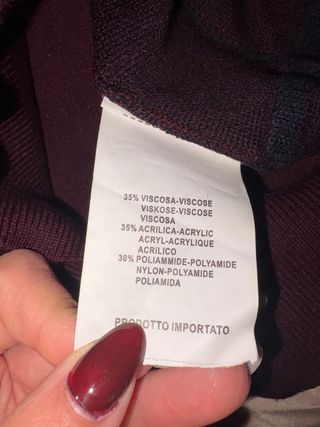 35% VISCOSA-VISCOSE
VISKOSE-VISCOSE
VISCOSA
35% ACRILICA-ACRYLIC
ACRYL-ACRYLIQUE
ACRÍLICO
30% POLIAMMIDE-POLYAMIDE
NYLON-POLYAMIDE
POLIAMIDA
PRODOTTO IMPORTATO